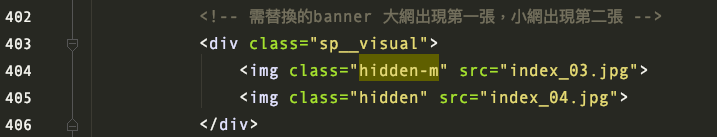 402 <!-- 需替換的banner 大網出現第一張，小網出現第二張 -->
403 <div class="sp__visual">
404 <img class="hidden-m" src="index_03.jpg">
405 <img class="hidden" src="index_04.jpg">
406 </div>